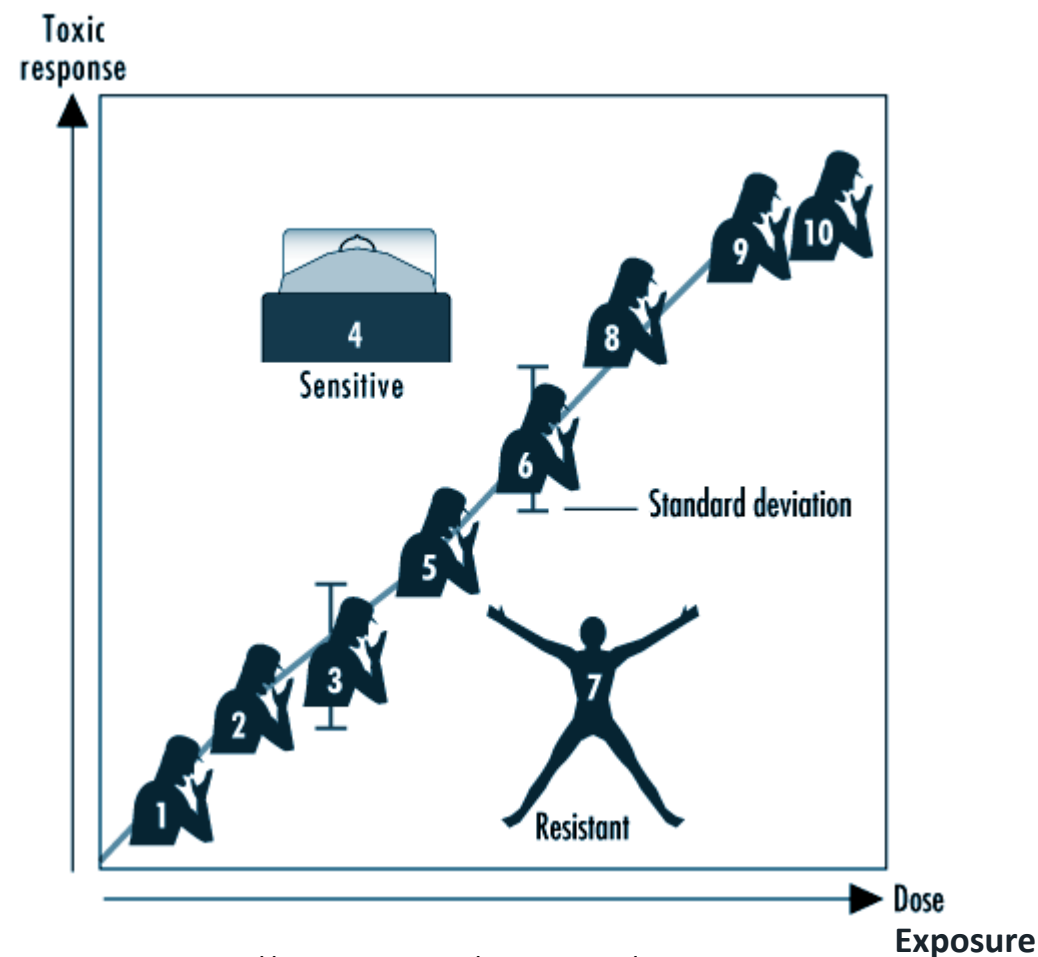 Toxic
response
9
10
4
8
Sensitive
6
Standard deviation
5
3
7
2
1
Resistant
Dose
Exposure